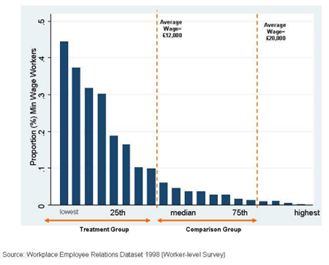 Average
Wage=
£12,000
Average
Wage=
£20,000
Proportion (%) Min Wage Workers
.5
.4
.3
.2
.1
0
lowest 25th median 75th highest
Treatment Group Comparison Group
Source: Workplace Employee Relations Dataset 1998 (Worker-level Survey)